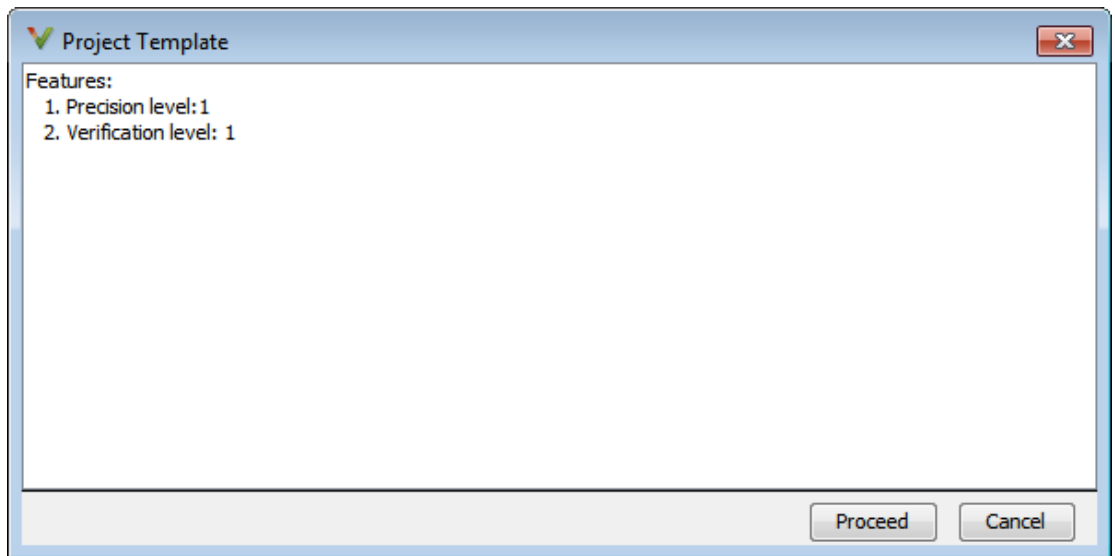 Project Template
Features:
1. Precision level:1
2. Verification level: 1
Proceed Cancel